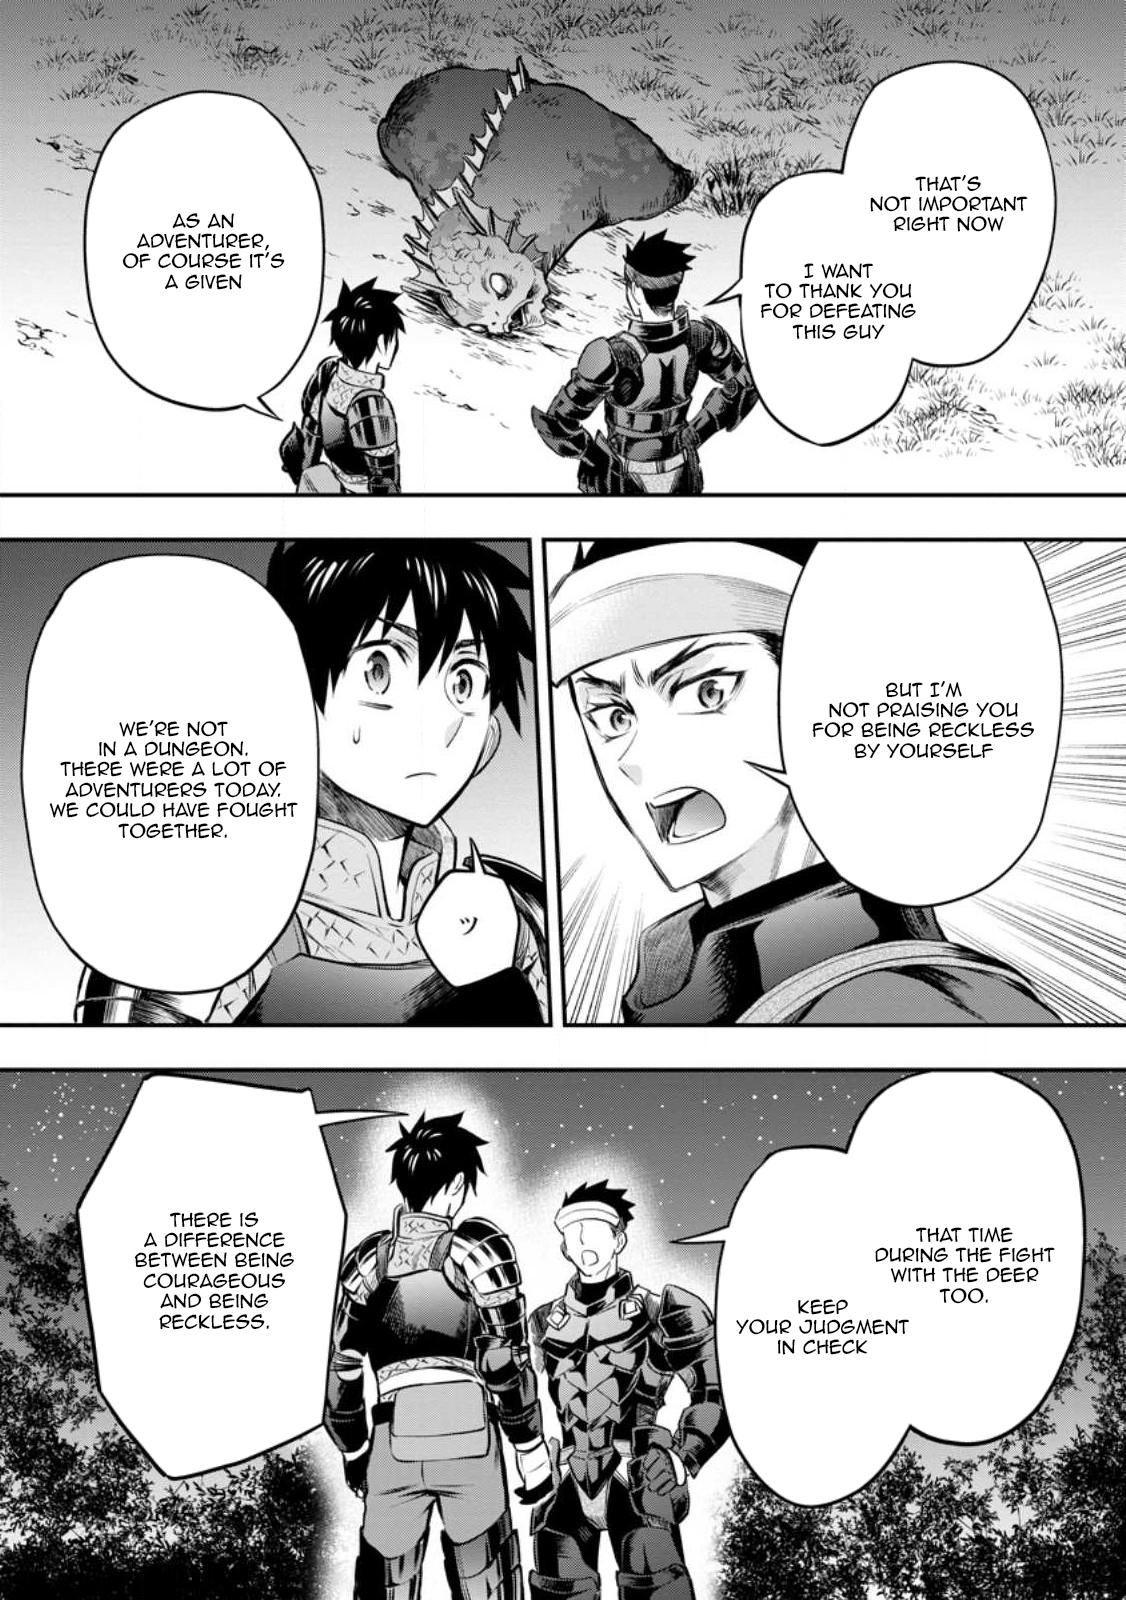 THAT'S
NOT IMPORTANT
RIGHT NOW
I WANT
TO THANK YOU
FOR DEFEATING
THIS GUY
AS AN
ADVENTURER,
OF COURSE IT'S
A GIVEN
BUT I'M
NOT PRAISING YOU
FOR BEING RECKLESS
BY YOURSELF
ッ
WE'RE NOT
IN A DUNGEON.
THERE WERE A LOT OF
ADVENTURERS TODAY.
WE COULD HAVE FOUGHT
TOGETHER.
THAT TIME
DURING THE FIGHT
WITH THE DEER
TOO.
KEEP
YOUR JUDGMENT
IN CHECK
THERE IS
A DIFFERENCE
BETWEEN BEING
COURAGEOUS
AND BEING
RECKLESS.